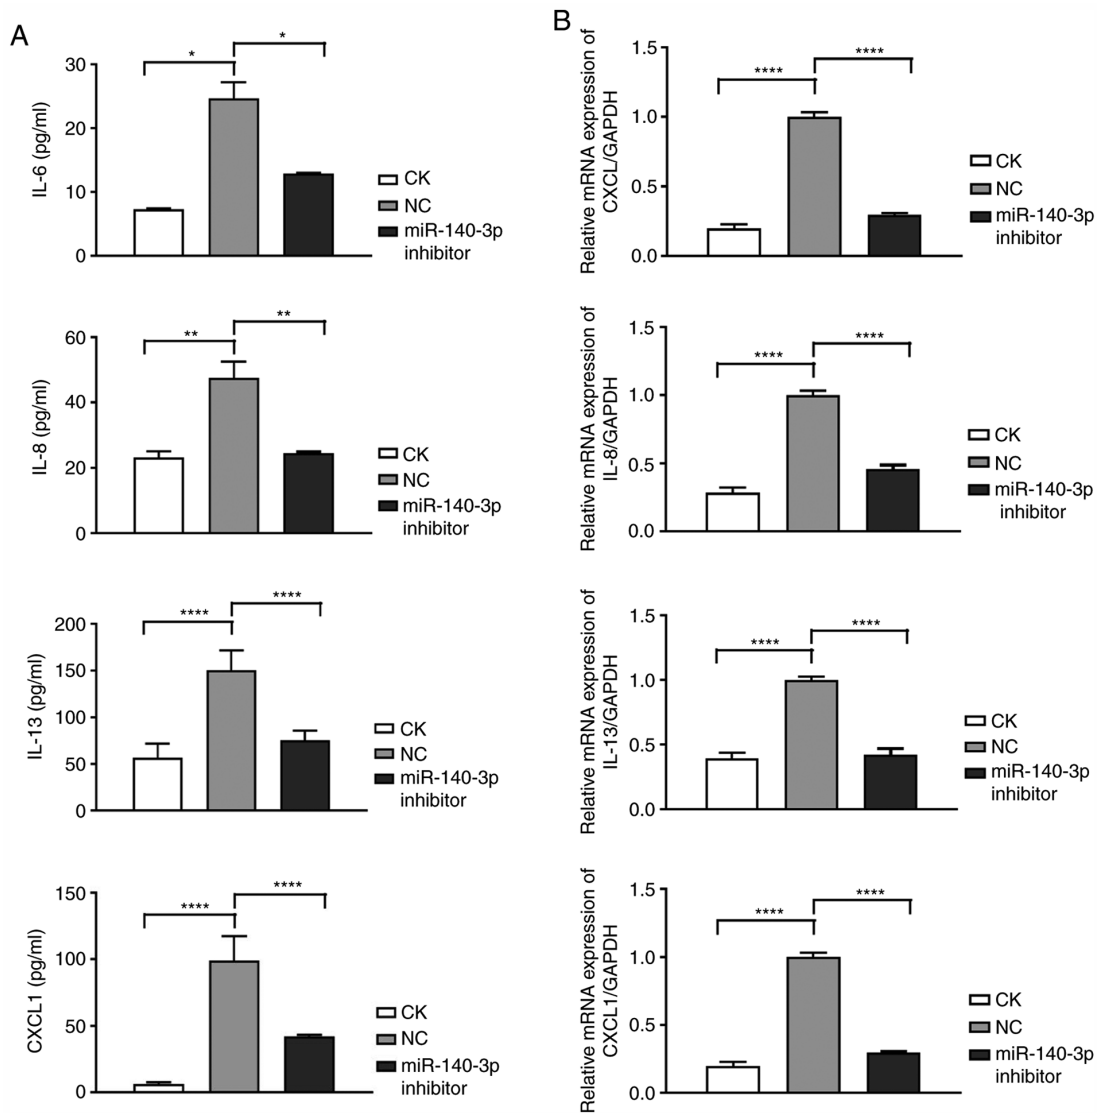 A
IL-6 (pg/ml)
30
20
10
0
*
*
CK
NC
miR-140-3p
inhibitor
IL-8 (pg/ml)
60
40
20
0
**
**
CK
NC
miR-140-3p
inhibitor
IL-13 (pg/ml)
200
150
100
50
0
****
****
CK
NC
miR-140-3p
inhibitor
CXCL1 (pg/ml)
150
100
50
0
****
****
CK
NC
miR-140-3p
inhibitor
B
Relative mRNA expression of
CXCL/GAPDH
1.5
1.0
0.5
0.0
****
****
CK
NC
miR-140-3p
inhibitor
Relative mRNA expression of
IL-8/GAPDH
1.5
1.0
0.5
0.0
****
****
CK
NC
miR-140-3p
inhibitor
Relative mRNA expression of
IL-13/GAPDH
1.5
1.0
0.5
0.0
****
****
CK
NC
miR-140-3p
inhibitor
Relative mRNA expression of
CXCL1/GAPDH
1.5
1.0
0.5
0.0
****
****
CK
NC
miR-140-3p
inhibitor